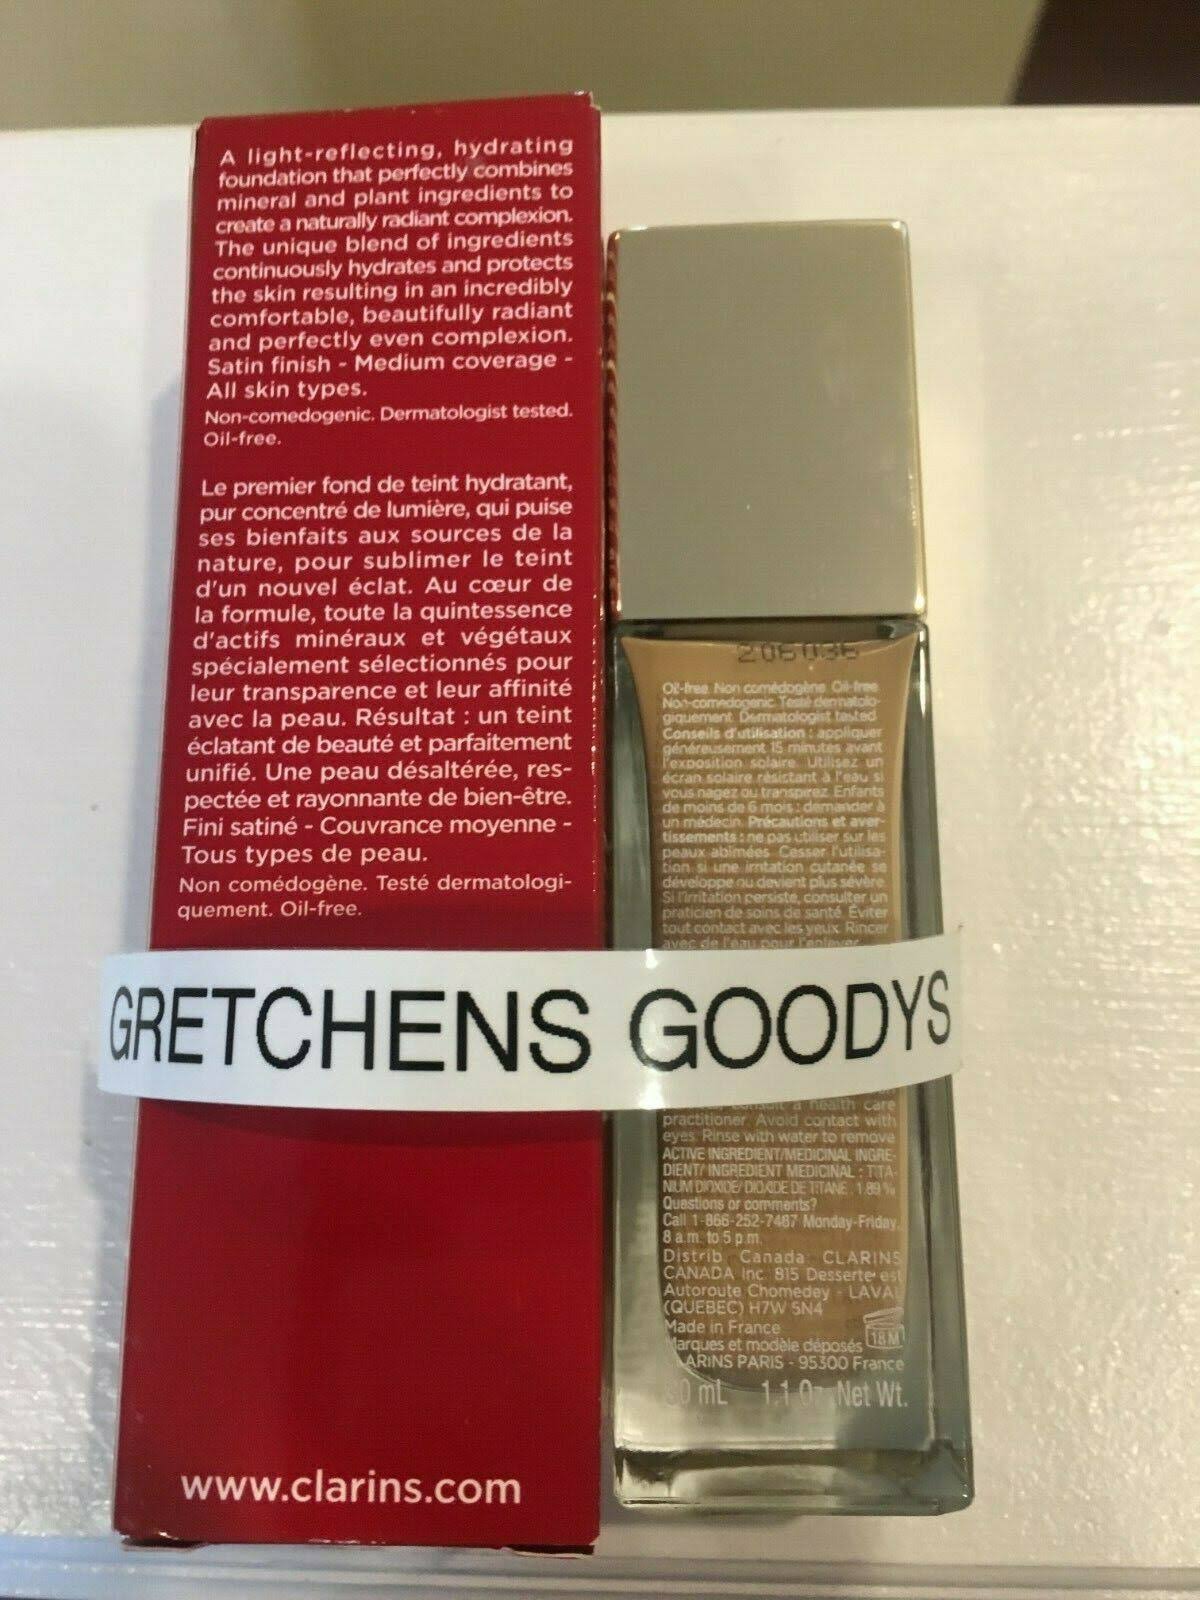 A light-reflecting, hydrating
foundation that perfectly combines
mineral and plant ingredients to
create a naturally radiant complexion.
The unique blend of ingredients
continuously hydrates and protects
the skin resulting in an incredibly
comfortable, beautifully radiant
and perfectly even complexion.
Satin finish - Medium coverage -
All skin types.
Non-comedogenic. Dermatologist tested.
Oil-free.
Le premier fond de teint hydratant,
pur concentré de lumière, qui puise
ses bienfaits aux sources de la
nature, pour sublimer le teint
d'un nouvel éclat. Au cœur de
la formule, toute la quintessence
d'actifs minéraux et végétaux
spécialement sélectionnés pour
leur transparence et leur affinité
avec la peau. Résultat : un teint
éclatant de beauté et parfaitement
unifié. Une peau désaltérée, res-
pectée et rayonnante de bien-être.
Fini satiné - Couvrance moyenne -
Tous types de peau.
Non comédogène. Testé dermatologi-
quement. Oil-free.
www.clarins.com
206036
Oil-free. Non comédogène. Oil-free
Non-comedogenic. Testé dermatolo-
giquement. Dermatologist tested
Conseils d'utilisation : appliquer
généreusement 15 minutes avant
l'exposition solaire. Utilisez un
écran solaire résistant à l'eau si
vous nagez ou transpirez. Enfants
de moins de 6 mois : demander à
un médecin. Précautions et aver-
tissements : ne pas utiliser sur les
peaux abîmées. Cesser l'utilisa-
tion si une irritation cutanée se
développe ou devient plus sévère.
Si l'irritation persiste, consulter un
praticien de soins de santé. Éviter
tout contact avec les yeux. Rincer
avec de l'eau pour l'enlever.
GRETCHENS GOODYS
consult a health care
practitioner. Avoid contact with
eyes. Rinse with water to remove
ACTIVE INGREDIENT/MEDICINAL INGRE-
DIENT/ INGREDIENT MEDICINAL : TITA-
NIUM DIOXIDE/ DIOXIDE DE TITANE : 1.89 %
Questions or comments?
Call 1-866-252-7487 Monday-Friday,
8 a.m. to 5 p.m.
Distrib Canada: CLARINS
CANADA Inc. 815 Desserte est
Autoroute Chomedey - LAVAL
(QUEBEC) H7W 5N4
Made in France
Marques et modèle déposés
18M
CLARINS PARIS - 95300 France
30 mL 1.1 Oz. Net Wt.